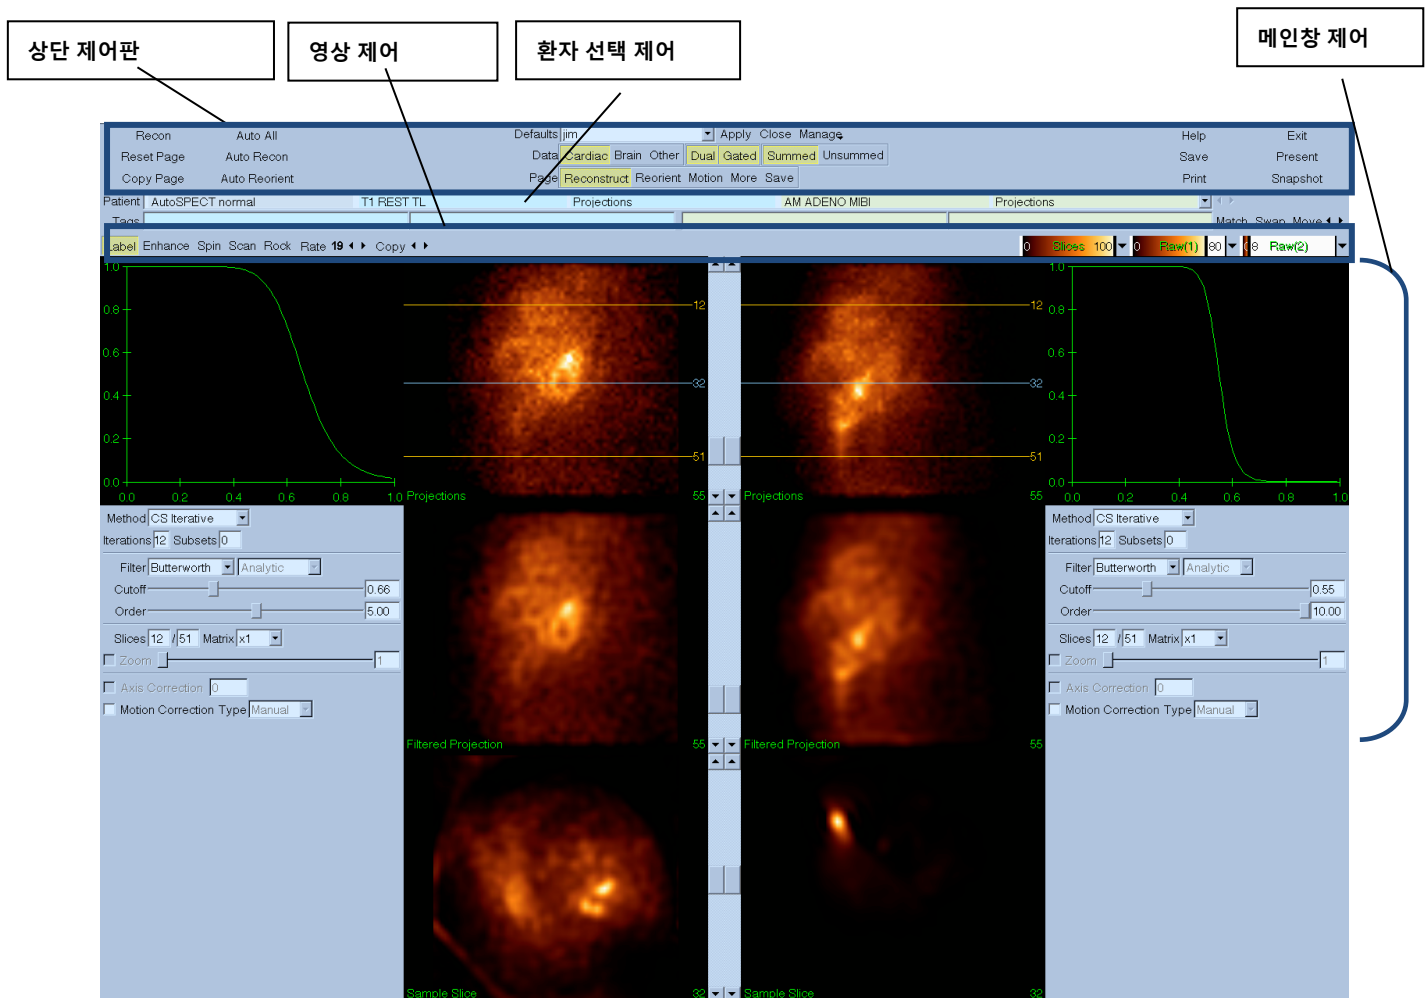 상단 제어판
영상 제어
환자 선택 제어
메인창 제어
Recon Auto All Defaults jim Apply Close Manage Help Exit
Reset Page Auto Recon Data Cardiac Brain Other Dual Gated Summed Unsummed Save Present
Copy Page Auto Reorient Page Reconstruct Reorient Motion More Save Print Snapshot
Patient AutoSPECT normal T1 REST TL Projections AM ADENO MIBI Projections
Tags Match Swap Move
Label Enhance Spin Scan Rock Rate 19 Copy 0 Slices 100 0 Raw(1) 80 8 Raw(2)
1.0 1.0
0.8 12 12 0.8
0.6 0.6
32 32
0.4 0.4
0.2 0.2
51 51
0.0 0.2 0.4 0.6 0.8 1.0 Projections 55 Projections 55 0.0 0.2 0.4 0.6 0.8 1.0
Method CS Iterative
Iterations 12 Subsets 0
Filter Butterworth Analytic
Cutoff 0.66
Order 5.00
Slices 12 / 51 Matrix x1
Zoom 1
Axis Correction 0
Motion Correction Type Manual
Filtered Projection 55
Filtered Projection 55
Method CS Iterative
Iterations 12 Subsets 0
Filter Butterworth Analytic
Cutoff 0.55
Order 10.00
Slices 12 / 51 Matrix x1
Zoom 1
Axis Correction 0
Motion Correction Type Manual
Sample Slice 32
Sample Slice 32